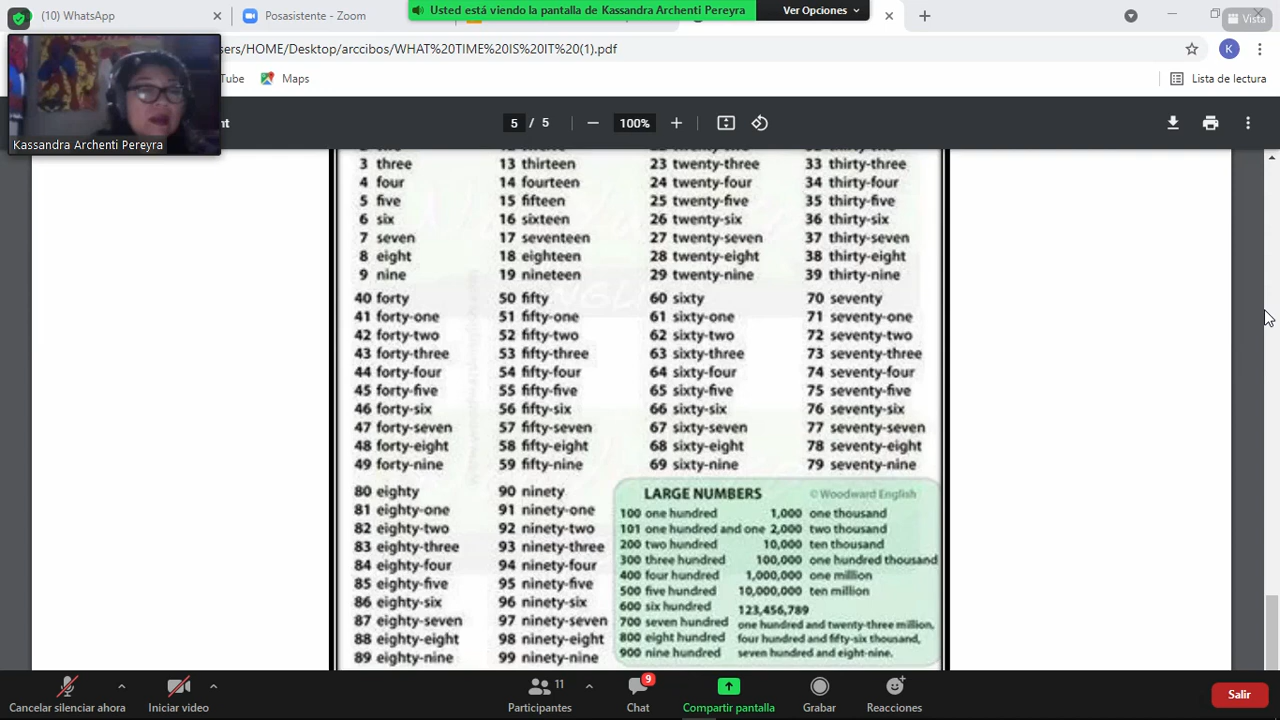 (10) WhatsApp
Posasistente - Zoom
Usted está viendo la pantalla de Kassandra Archenti Pereyra
Ver Opciones
Vista
sers/HOME/Desktop/arccibos/WHAT%20TIME%20IS%20IT%20(1).pdf
K
Tube
Maps
Lista de lectura
Kassandra Archenti Pereyra
nt
5 / 5
100%
3 three 13 thirteen 23 twenty-three 33 thirty-three
4 four 14 fourteen 24 twenty-four 34 thirty-four
5 five 15 fifteen 25 twenty-five 35 thirty-five
6 six 16 sixteen 26 twenty-six 36 thirty-six
7 seven 17 seventeen 27 twenty-seven 37 thirty-seven
8 eight 18 eighteen 28 twenty-eight 38 thirty-eight
9 nine 19 nineteen 29 twenty-nine 39 thirty-nine
40 forty 50 fifty 60 sixty 70 seventy
41 forty-one 51 fifty-one 61 sixty-one 71 seventy-one
42 forty-two 52 fifty-two 62 sixty-two 72 seventy-two
43 forty-three 53 fifty-three 63 sixty-three 73 seventy-three
44 forty-four 54 fifty-four 64 sixty-four 74 seventy-four
45 forty-five 55 fifty-five 65 sixty-five 75 seventy-five
46 forty-six 56 fifty-six 66 sixty-six 76 seventy-six
47 forty-seven 57 fifty-seven 67 sixty-seven 77 seventy-seven
48 forty-eight 58 fifty-eight 68 sixty-eight 78 seventy-eight
49 forty-nine 59 fifty-nine 69 sixty-nine 79 seventy-nine
80 eighty 90 ninety
81 eighty-one 91 ninety-one
82 eighty-two 92 ninety-two
83 eighty-three 93 ninety-three
84 eighty-four 94 ninety-four
85 eighty-five 95 ninety-five
86 eighty-six 96 ninety-six
87 eighty-seven 97 ninety-seven
88 eighty-eight 98 ninety-eight
89 eighty-nine 99 ninety-nine
LARGE NUMBERS © Woodward English
100 one hundred 1,000 one thousand
101 one hundred and one 2,000 two thousand
200 two hundred 10,000 ten thousand
300 three hundred 100,000 one hundred thousand
400 four hundred 1,000,000 one million
500 five hundred 10,000,000 ten million
600 six hundred 123,456,789
700 seven hundred one hundred and twenty-three million,
800 eight hundred four hundred and fifty-six thousand,
900 nine hundred seven hundred and eight-nine.
Cancelar silenciar ahora
Iniciar video
11
Participantes
9
Chat
Compartir pantalla
Grabar
Reacciones
Salir